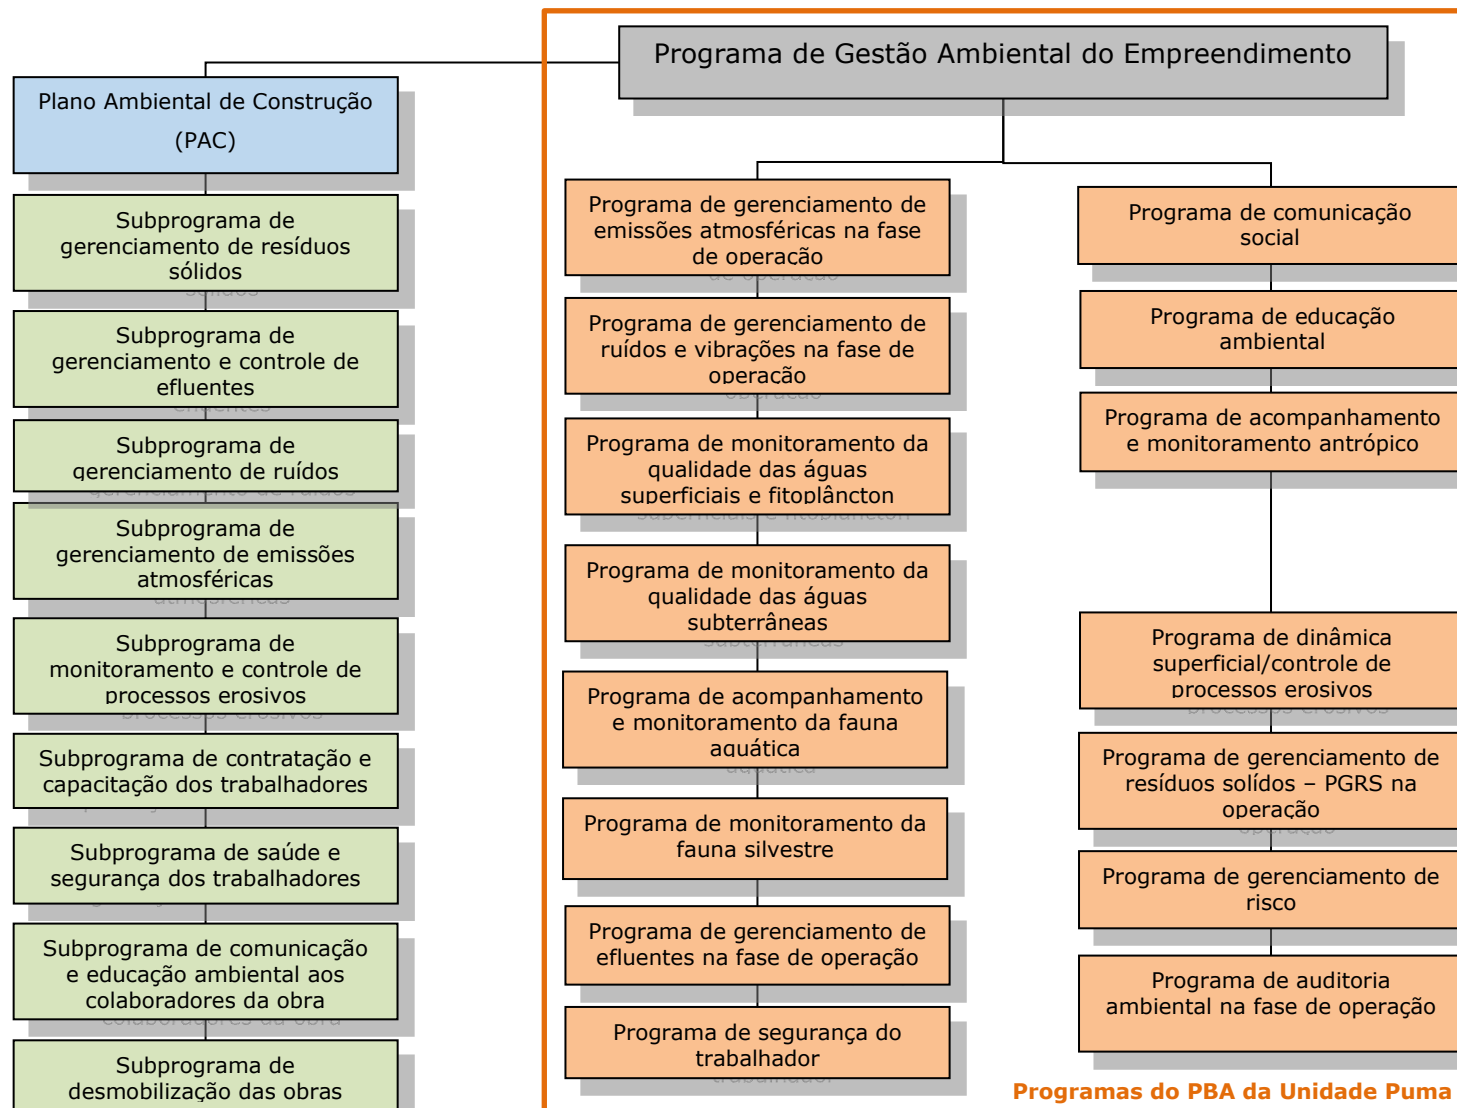 Programa de Gestão Ambiental do Empreendimento
Plano Ambiental de Construção
(PAC)
Subprograma de
gerenciamento de resíduos
sólidos
Subprograma de
gerenciamento e controle de
efluentes
Subprograma de
gerenciamento de ruídos
Subprograma de
gerenciamento de emissões
atmosféricas
Subprograma de
monitoramento e controle de
processos erosivos
Subprograma de contratação e
capacitação dos trabalhadores
Subprograma de saúde e
segurança dos trabalhadores
Subprograma de comunicação
e educação ambiental aos
colaboradores da obra
Subprograma de
desmobilização das obras
Programa de gerenciamento de
emissões atmosféricas na fase
de operação
Programa de gerenciamento de
ruídos e vibrações na fase de
operação
Programa de monitoramento da
qualidade das águas
superficiais e fitoplâncton
Programa de monitoramento da
qualidade das águas
subterrâneas
Programa de acompanhamento
e monitoramento da fauna
aquática
Programa de monitoramento da
fauna silvestre
Programa de gerenciamento de
efluentes na fase de operação
Programa de segurança do
trabalhador
Programa de comunicação
social
Programa de educação
ambiental
Programa de acompanhamento
e monitoramento antrópico
Programa de dinâmica
superficial/controle de
processos erosivos
Programa de gerenciamento de
resíduos solídos – PGRS na
operação
Programa de gerenciamento de
risco
Programa de auditoria
ambiental na fase de operação
Programas do PBA da Unidade Puma